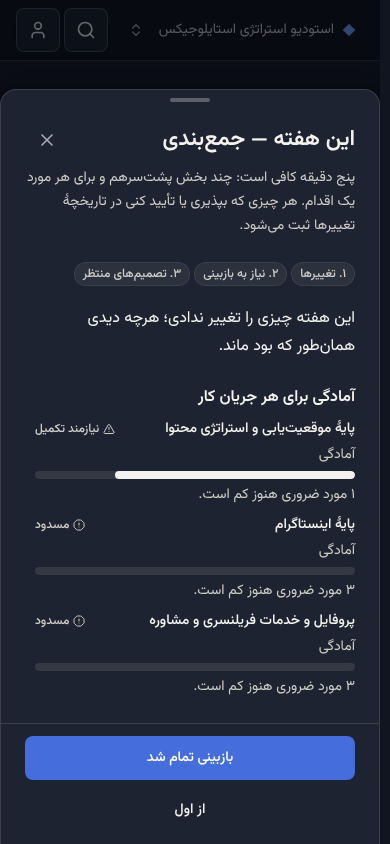 استودیو استراتژی استایلوجیکس
این هفته — جمع‌بندی
پنج دقیقه کافی است: چند بخش پشت‌سرهم و برای هر مورد
یک اقدام. هر چیزی که بپذیری یا تأیید کنی در تاریخچهٔ
تغییرها ثبت می‌شود.
۱. تغییرها
۲. نیاز به بازبینی
۳. تصمیم‌های منتظر
این هفته چیزی را تغییر ندادی؛ هرچه دیدی
همان‌طور که بود ماند.
آمادگی برای هر جریان کار
پایهٔ موقعیت‌یابی و استراتژی محتوا
نیازمند تکمیل
آمادگی
۱ مورد ضروری هنوز کم است.
پایهٔ اینستاگرام
مسدود
آمادگی
۳ مورد ضروری هنوز کم است.
پروفایل و خدمات فریلنسری و مشاوره
مسدود
آمادگی
۳ مورد ضروری هنوز کم است.
بازبینی تمام شد
از اول